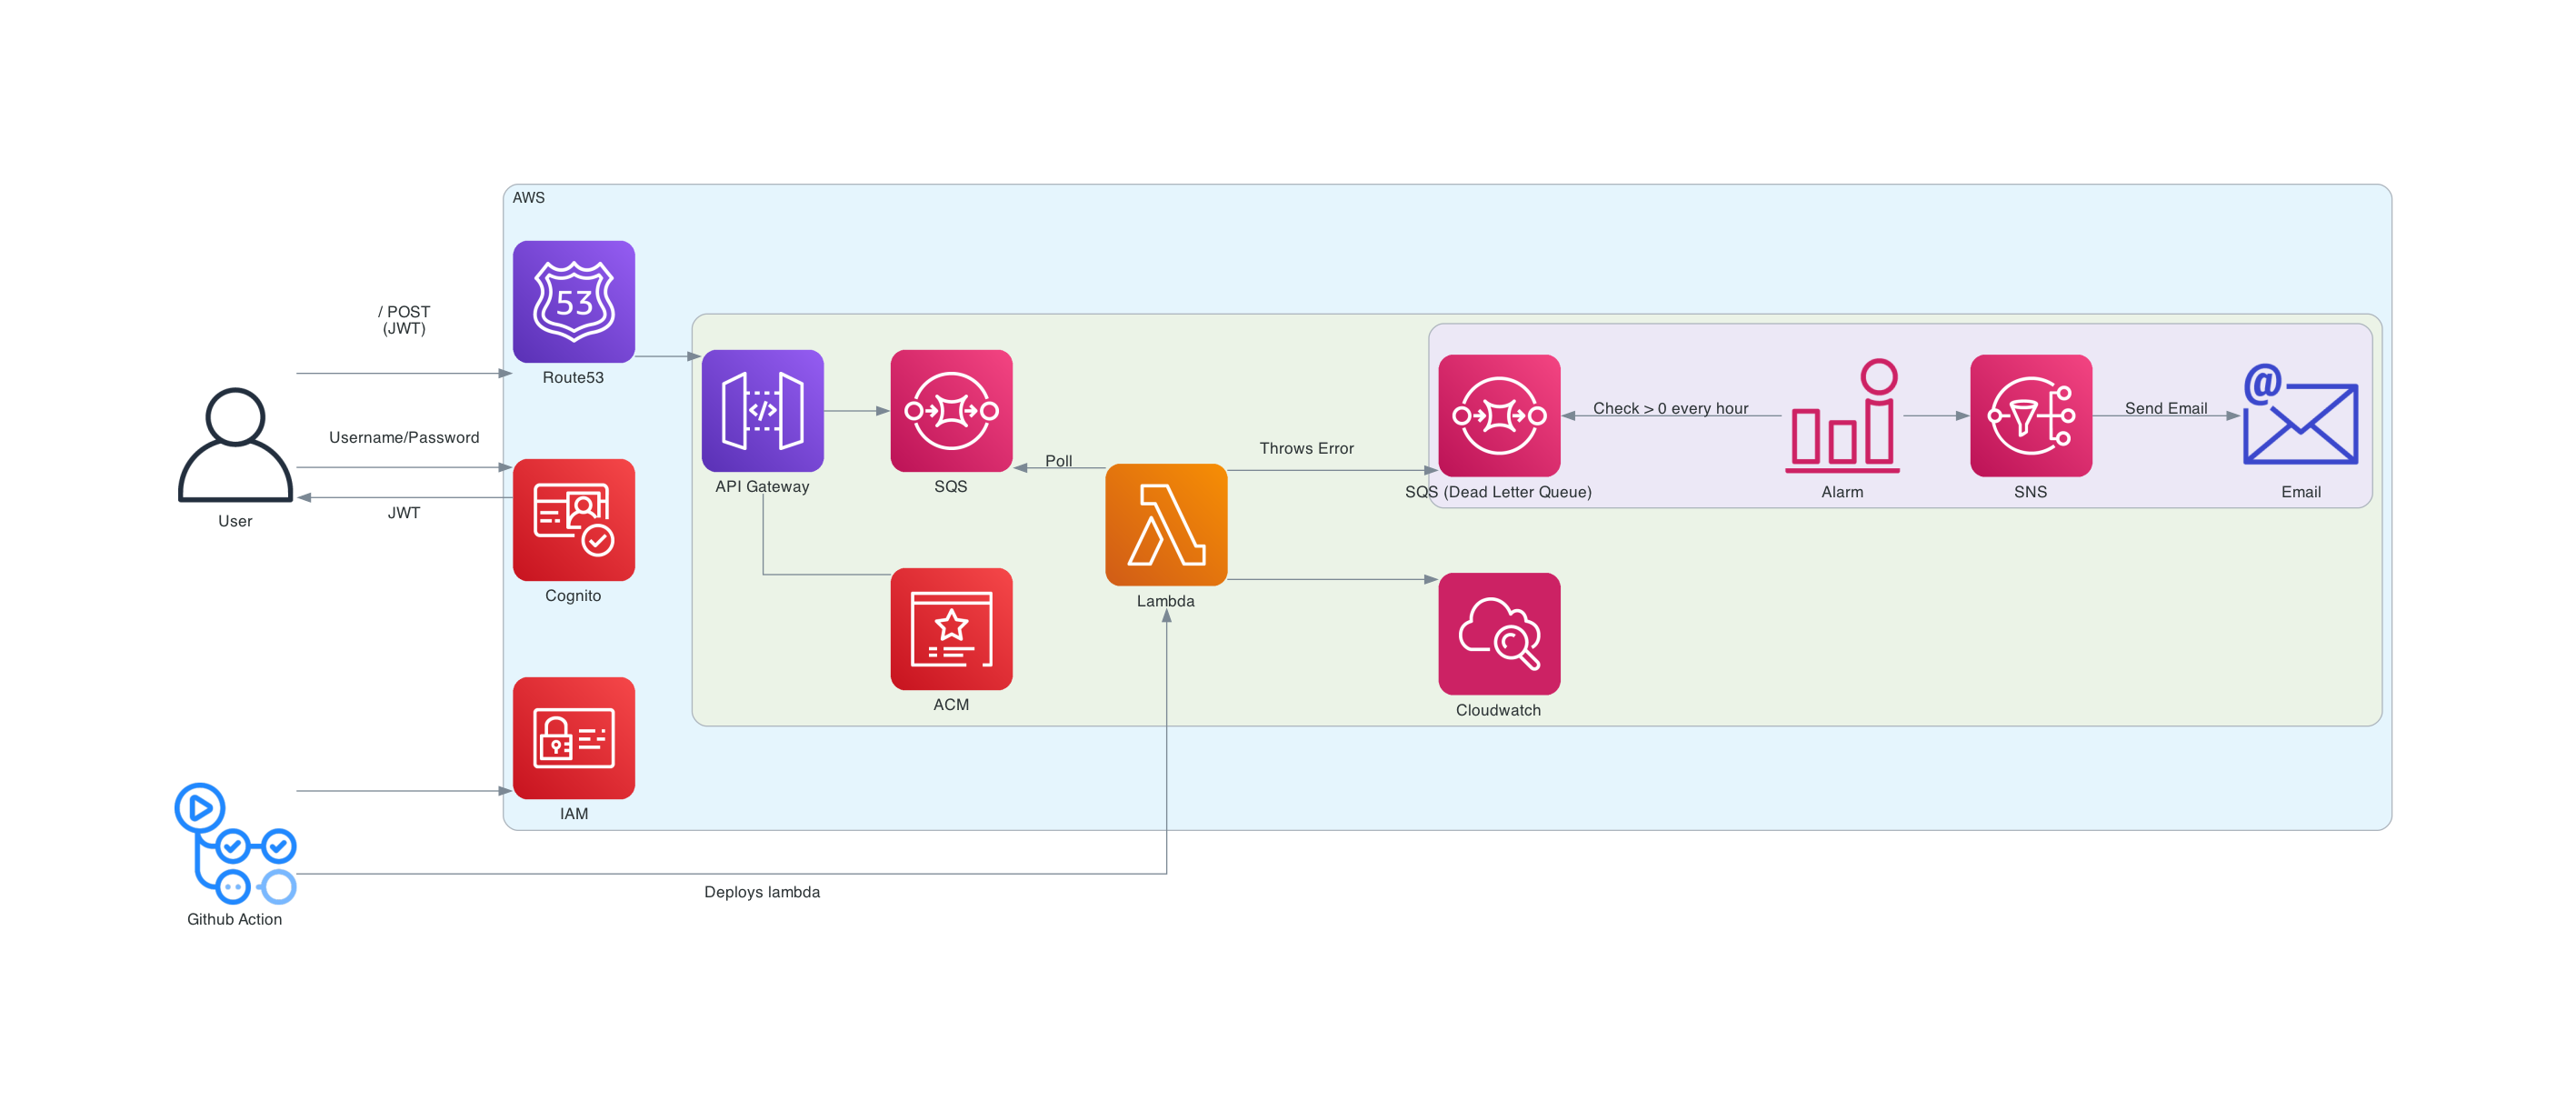 AWS
53
Route53
/ POST
(JWT)
Username/Password
JWT
User
Cognito
IAM
API Gateway
SQS
ACM
Poll
Lambda
Throws Error
SQS (Dead Letter Queue)
Check > 0 every hour
Alarm
SNS
Send Email
@
Email
Cloudwatch
Deploys lambda
Github Action